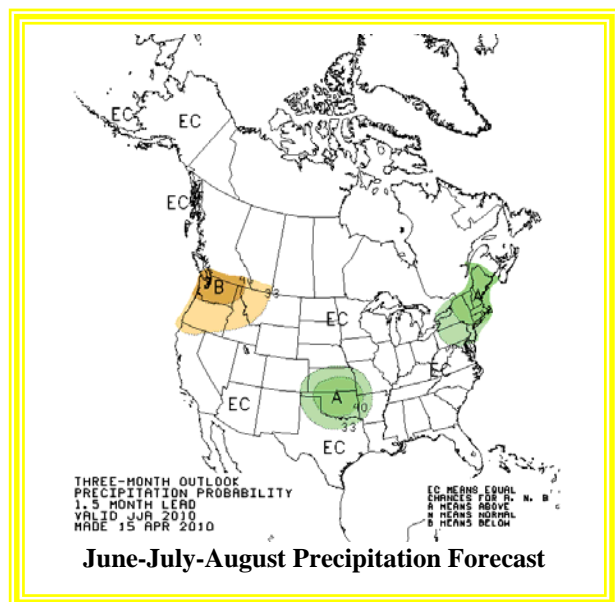 EC
EC
EC
B
40
33
A
EC
EC
A
40
33
EC
EC
THREE-MONTH OUTLOOK
PRECIPITATION PROBABILITY
1.5 MONTH LEAD
VALID JJA 2010
MADE 15 APR 2010
EC MEANS EQUAL
CHANCES FOR A, N, B
A MEANS ABOVE
N MEANS NORMAL
B MEANS BELOW
June-July-August Precipitation Forecast